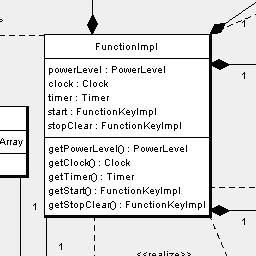 1
FunctionImpl
powerLevel : PowerLevel
clock : Clock
1
timer : Timer
start : FunctionKeyImpl
stopClear : FunctionKeyImpl
Array
getPowerLevel() : PowerLevel
getClock() : Clock
getTimer() : Timer
getStart() : FunctionKeyImpl
getStopClear() : FunctionKeyImpl
1
1
1
<<realize>>